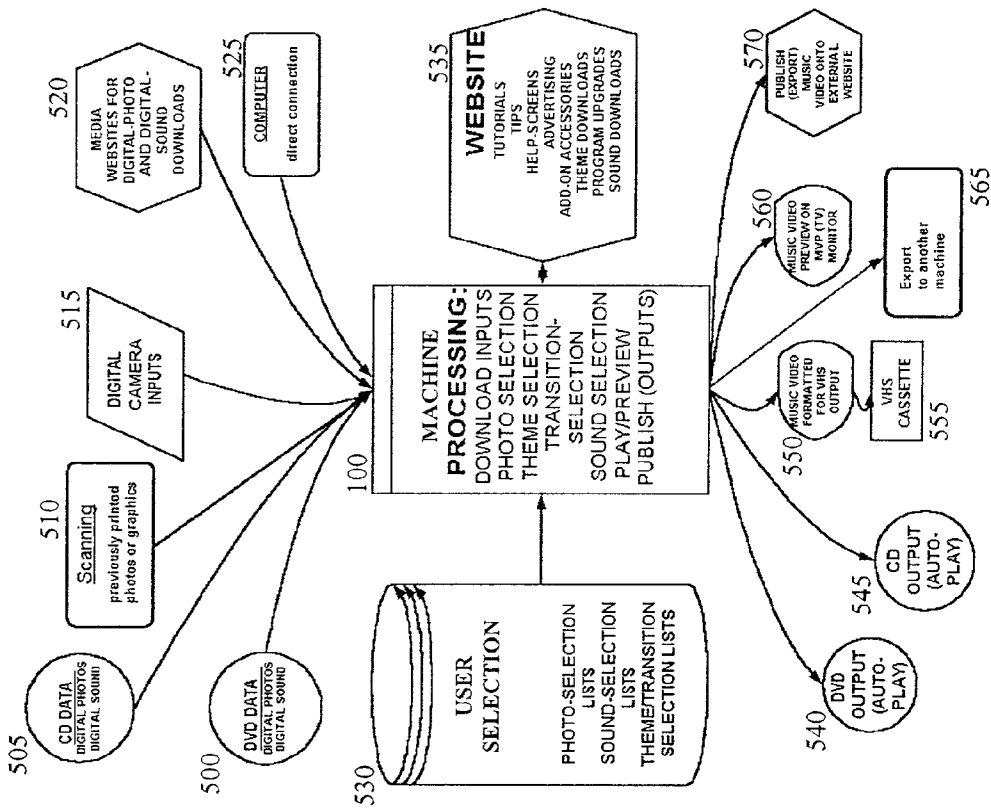 505
CD DATA
DIGITAL PHOTOS
DIGITAL SOUND
510
Scanning
previously printed
photos or graphics
515
DIGITAL
CAMERA
INPUTS
520
MEDIA
WEBSITES FOR
DIGITAL-PHOTO
AND DIGITAL-
SOUND
DOWNLOADS
500
DVD DATA
DIGITAL PHOTOS
DIGITAL SOUND
525
COMPUTER
direct connection
530
USER
SELECTION
PHOTO-SELECTION
LISTS
SOUND-SELECTION
LISTS
THEME/TRANSITION
SELECTION LISTS
100
MACHINE
PROCESSING:
DOWNLOAD INPUTS
PHOTO SELECTION
THEME SELECTION
TRANSITION-
SELECTION
SOUND SELECTION
PLAY/PREVIEW
PUBLISH (OUTPUTS)
535
WEBSITE
TUTORIALS
TIPS
HELP-SCREENS
ADVERTISING
ADD-ON ACCESSORIES
THEME DOWNLOADS
PROGRAM UPGRADES
SOUND DOWNLOADS
540
DVD
OUTPUT
(AUTO-
PLAY)
545
CD
OUTPUT
(AUTO-
PLAY)
550
MUSIC VIDEO
FORMATTED
FOR VHS
OUTPUT
555
VHS
CASSETTE
560
MUSIC VIDEO
PREVIEW ON
MVP (TV)
MONITOR
565
Export
to another
machine
570
PUBLISH
(EXPORT)
MUSIC
VIDEO ONTO
EXTERNAL
WEBSITE